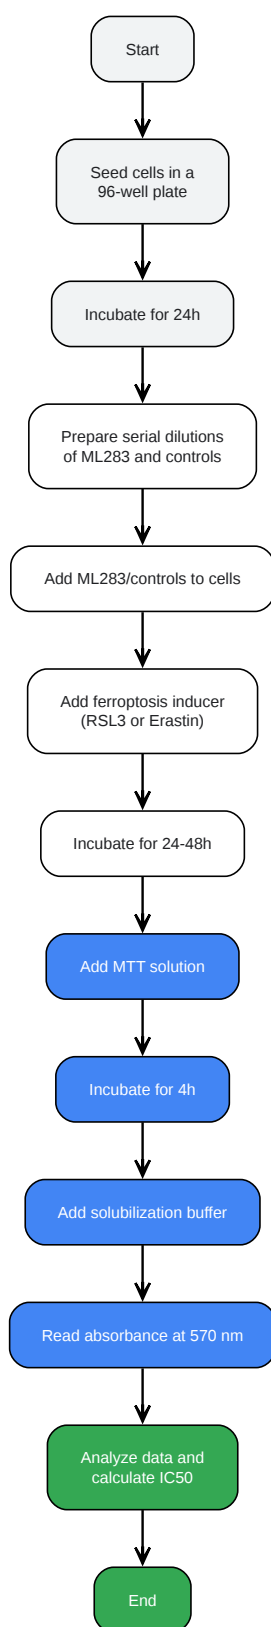 Start
Seed cells in a
96-well plate
Incubate for 24h
Prepare serial dilutions
of ML283 and controls
Add ML283/controls to cells
Add ferroptosis inducer
(RSL3 or Erastin)
Incubate for 24-48h
Add MTT solution
Incubate for 4h
Add solubilization buffer
Read absorbance at 570 nm
Analyze data and
calculate IC50
End